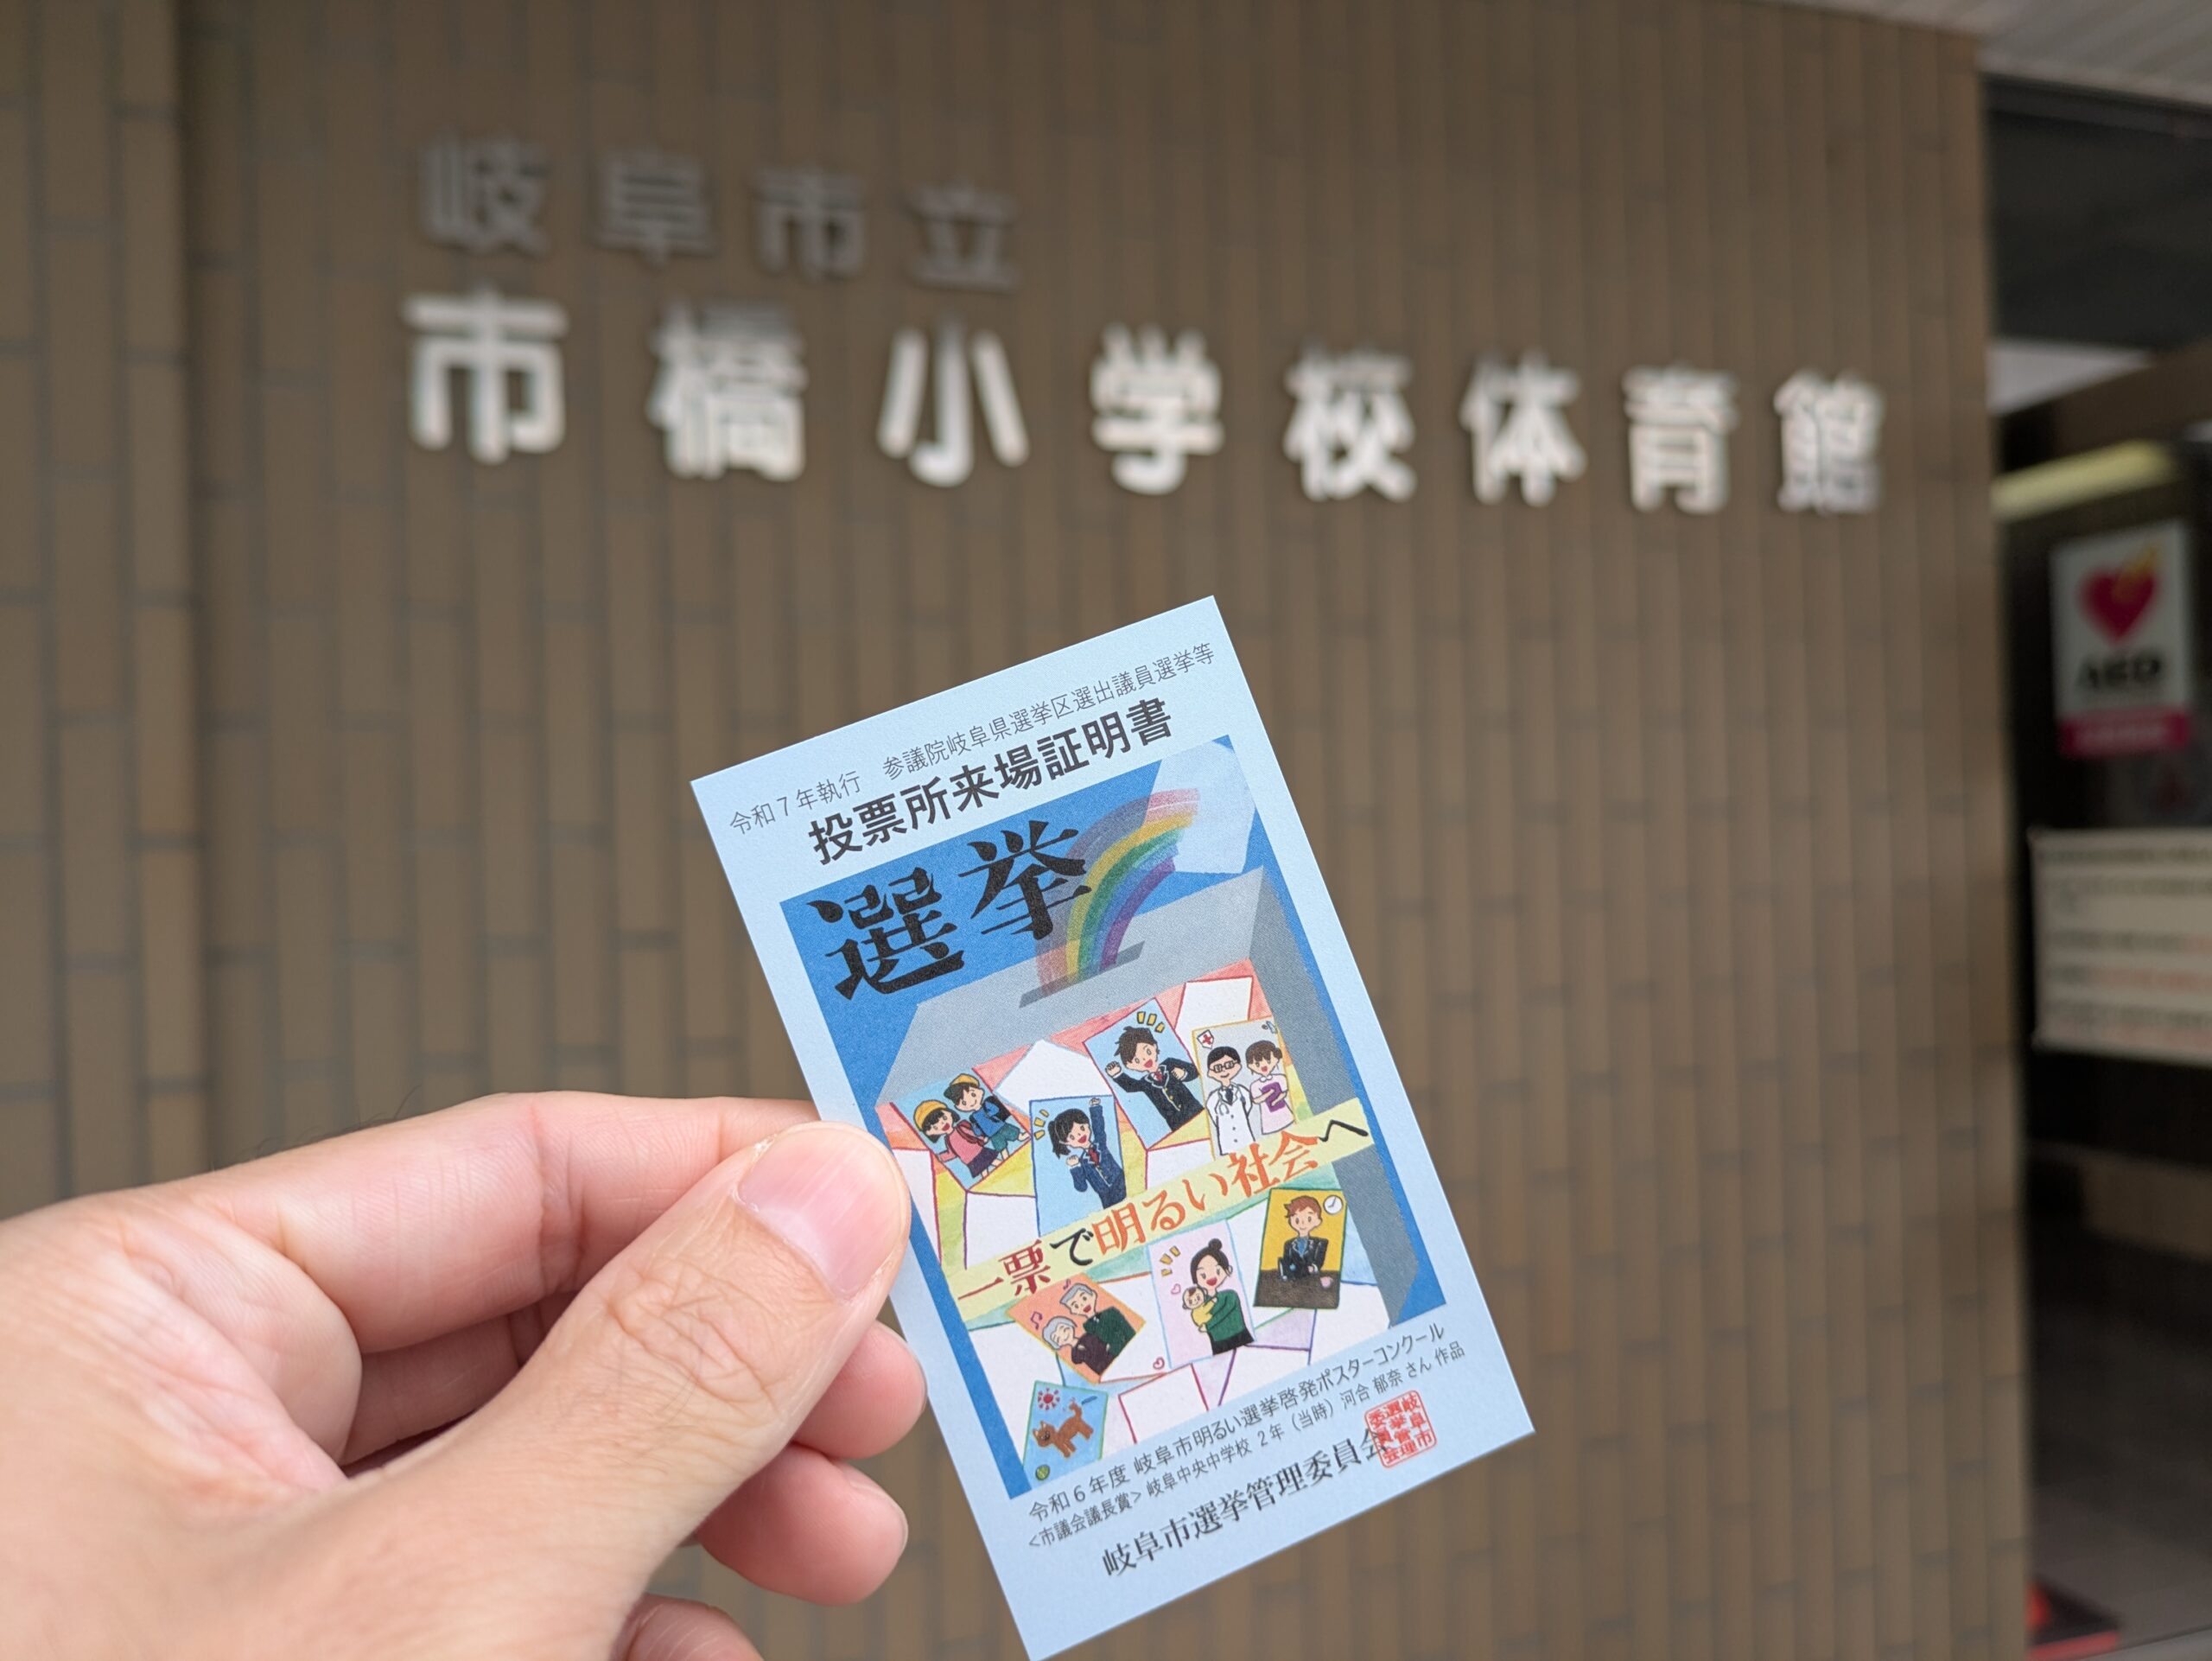 岐阜市立
市橋小学校体育館
AED
令和7年執行　参議院岐阜県選挙区選出議員選挙等
投票所来場証明書
選挙
2
一票で明るい社会へ
令和6年度 岐阜市明るい選挙啓発ポスターコンクール
<市議会議長賞> 岐阜中央中学校 2年（当時）河合 郁奈 さん 作品
岐阜市選挙管理委員会
岐阜市
選挙管理
委員会